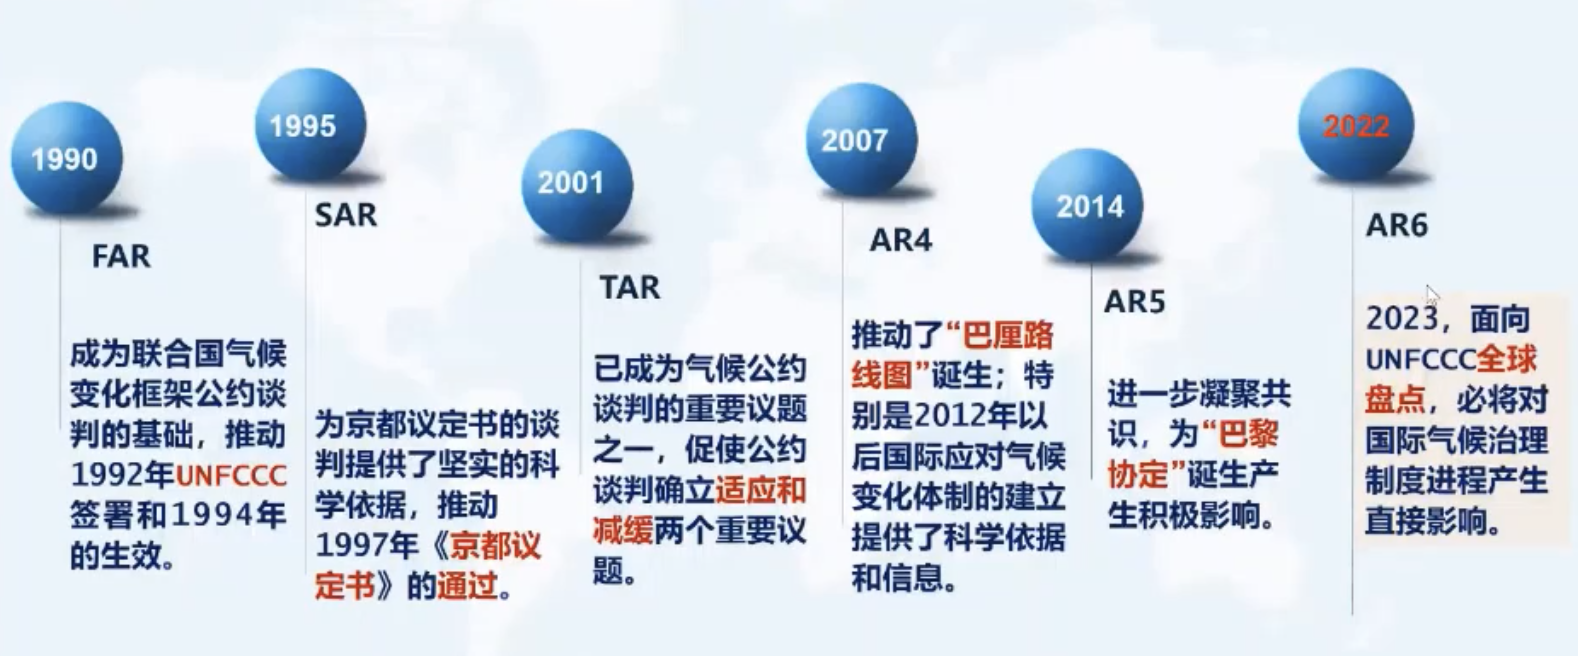 1990
FAR
成为联合国气候
变化框架公约谈
判的基础，推动
1992年UNFCCC
签署和1994年
的生效。
1995
SAR
为京都议定书的谈
判提供了坚实的科
学依据，推动
1997年《京都议
定书》的通过。
2001
TAR
已成为气候公约
谈判的重要议题
之一，促使公约
谈判确立适应和
减缓两个重要议
题。
2007
AR4
推动了“巴厘路
线图”诞生；特
别是2012年以
后国际应对气候
变化体制的建立
提供了科学依据
和信息。
2014
AR5
进一步凝聚共
识，为“巴黎
协定”诞生产
生积极影响。
2022
AR6
2023，面向
UNFCCC全球
盘点，必将对
国际气候治理
制度进程产生
直接影响。